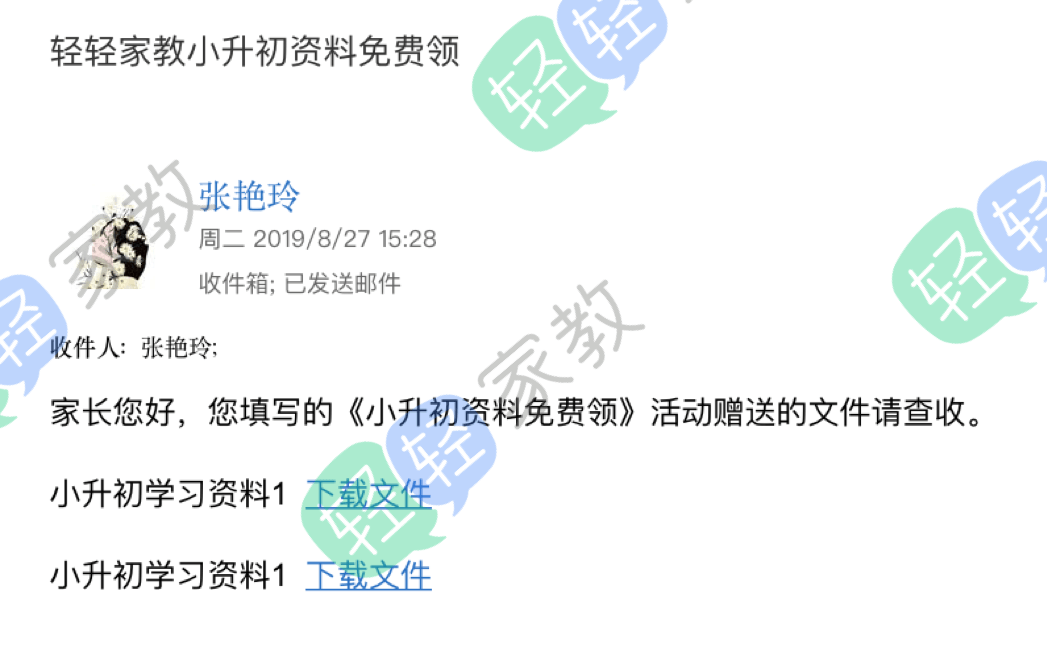 轻轻家教小升初资料免费领
张艳玲
周二 2019/8/27 15:28
收件箱; 已发送邮件
收件人: 张艳玲;
家长您好，您填写的《小升初资料免费领》活动赠送的文件请查收。
小升初学习资料1 下载文件
小升初学习资料1 下载文件
轻轻
轻轻家教
轻轻
轻轻家教